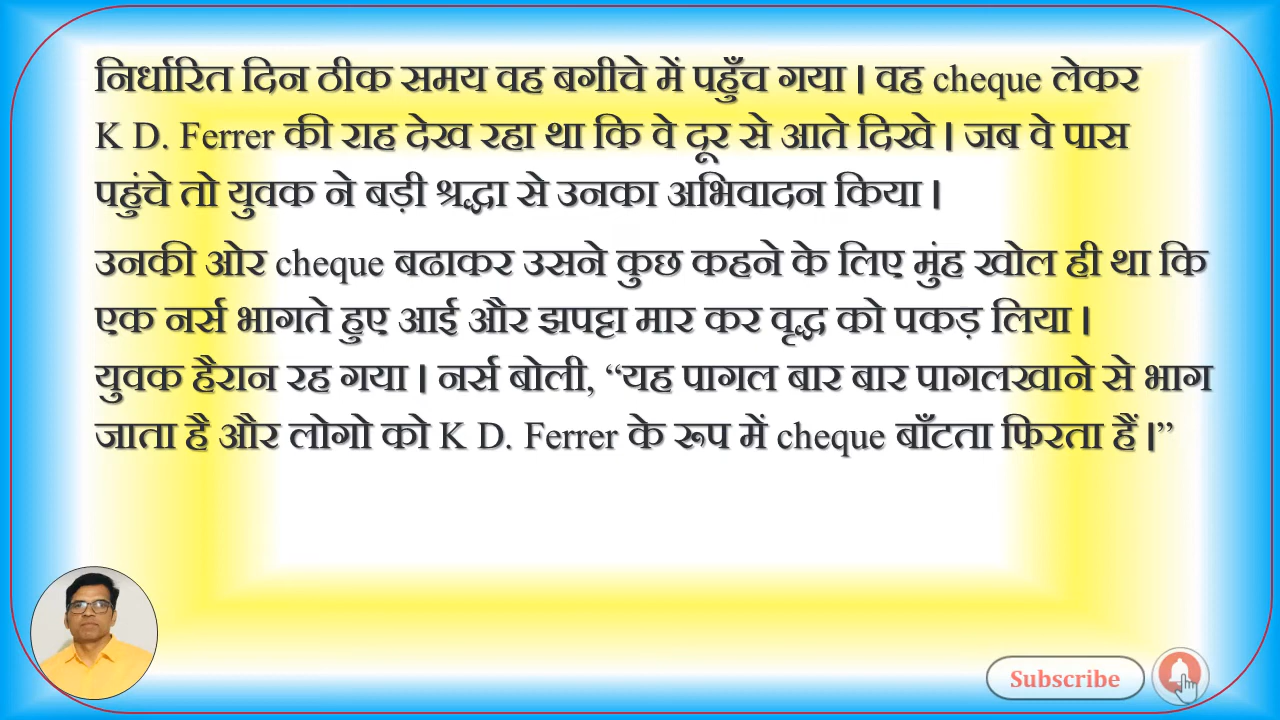 निर्धारित दिन ठीक समय वह बगीचे में पहुँच गया। वह cheque लेकर
K D. Ferrer की राह देख रहा था कि वे दूर से आते दिखे। जब वे पास
पहुंचे तो युवक ने बड़ी श्रद्धा से उनका अभिवादन किया।
उनकी ओर cheque बढाकर उसने कुछ कहने के लिए मुंह खोल ही था कि
एक नर्स भागते हुए आई और झपट्टा मार कर वृद्ध को पकड़ लिया।
युवक हैरान रह गया। नर्स बोली, “यह पागल बार बार पागलखाने से भाग
जाता है और लोगो को K D. Ferrer के रूप में cheque बाँटता फिरता हैं।”
Subscribe